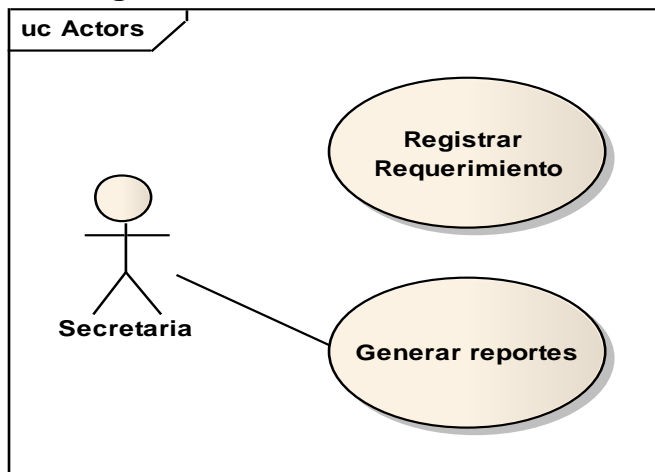 uc Actors
Registrar
Requerimiento
Secretaria
Generar reportes